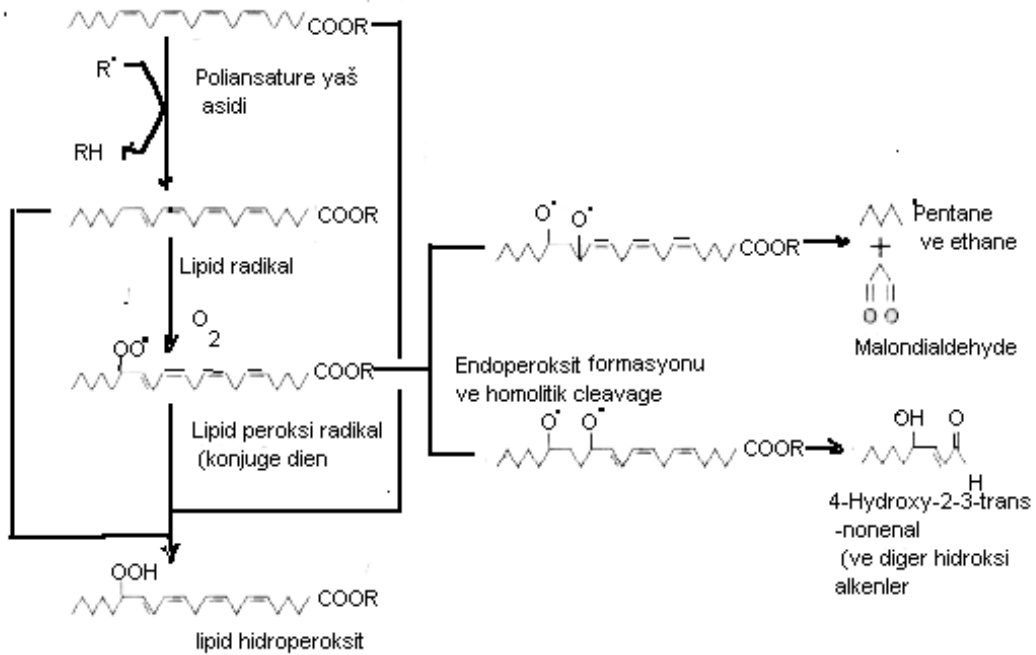 COOR
R•
Poliansature yaš
asidi
RH
COOR
Lipid radikal
O2
OO•
COOR
Lipid peroksi radikal
(konjuge dien
OOH
COOR
lipid hidroperoksit
O• O•
COOR
Pentane
ve ethane
+
O O
Malondialdehyde
Endoperoksit formasyonu
ve homolitik cleavage
O• O•
COOR
OH O
H
4-Hydroxy-2-3-trans
-nonenal
(ve diger hidroksi
alkenler